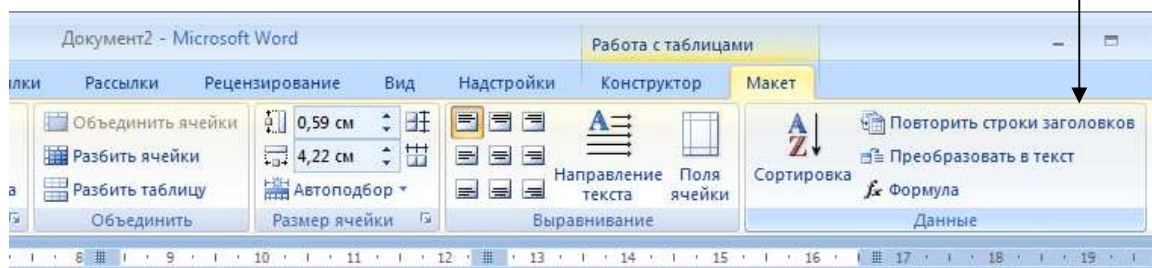 Документ2 - Microsoft Word
Работа с таблицами
Рассылки Рецензирование Вид Надстройки Конструктор Макет
Объединить ячейки
Разбить ячейки
Разбить таблицу
Объединить
0,59 см
4,22 см
Автоподбор
Размер ячейки
Направление текста
Поля ячейки
Выравнивание
Сортировка
Повторить строки заголовков
Преобразовать в текст
fx Формула
Данные
8 9 10 11 12 13 14 15 16 17 18 19